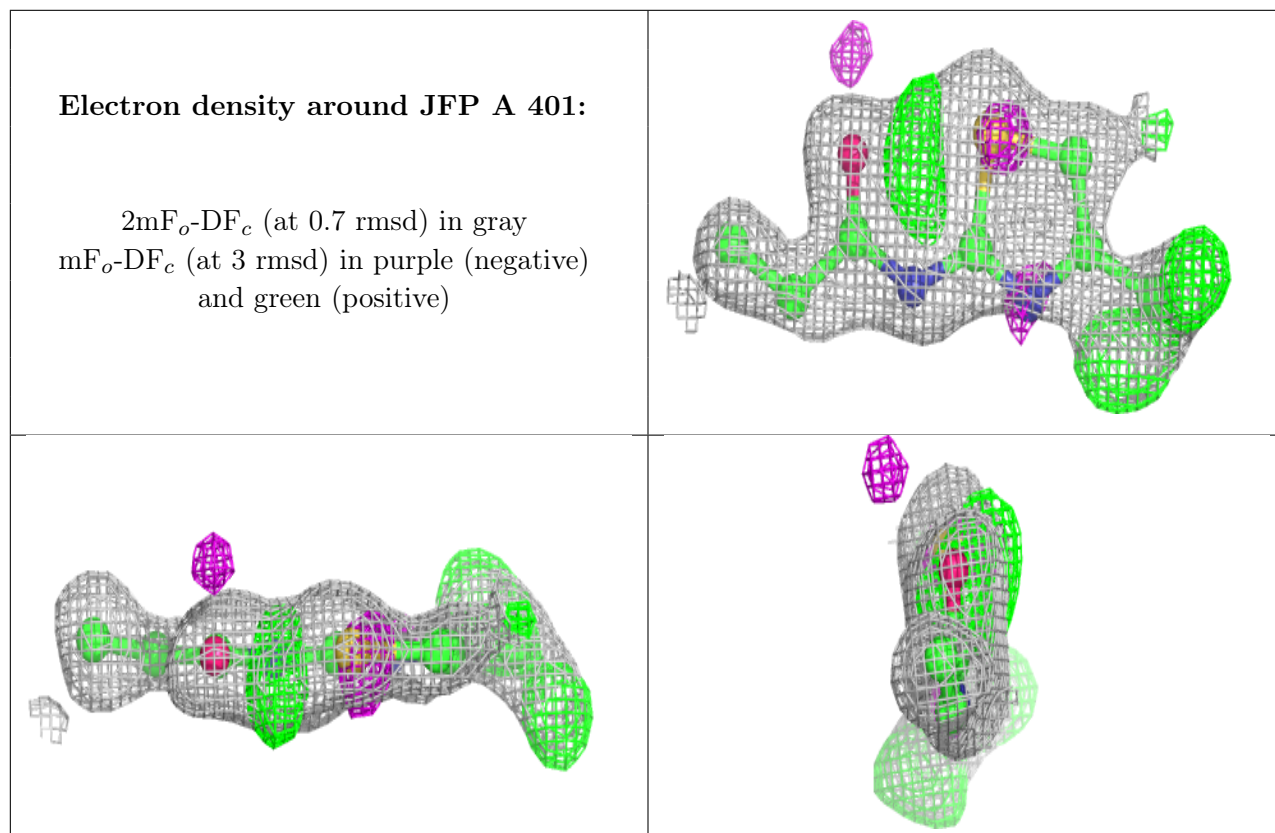 Electron density around JFP A 401:
2mFo-DFc (at 0.7 rmsd) in gray
mFo-DFc (at 3 rmsd) in purple (negative)
and green (positive)